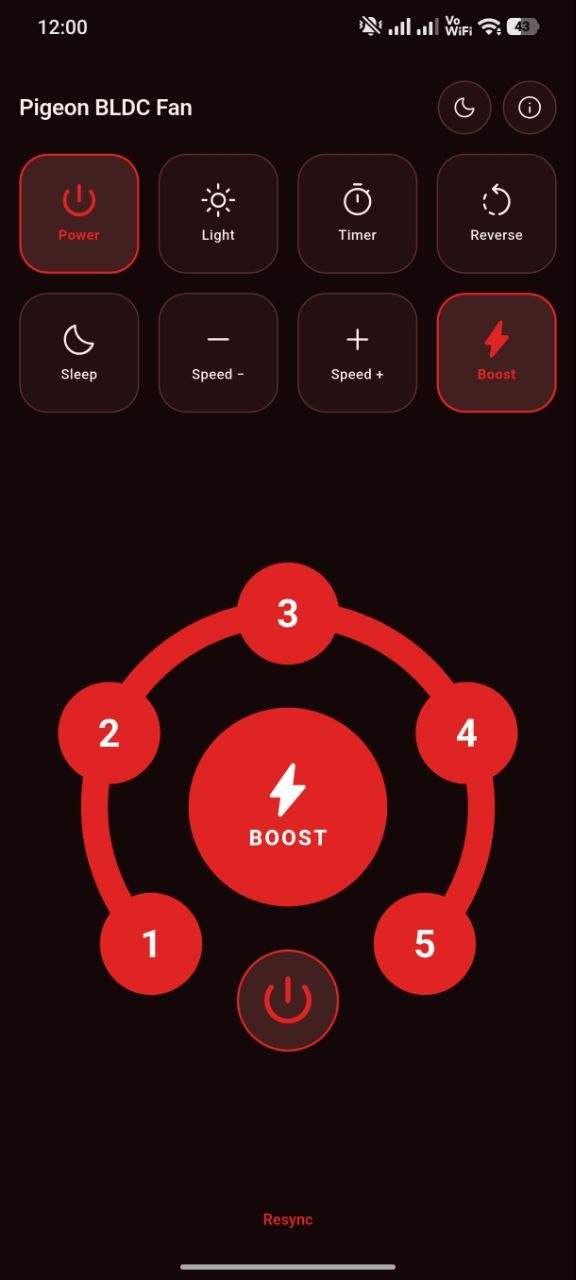 12:00
Vo
WiFi
43
Pigeon BLDC Fan
Power
Light
Timer
Reverse
Sleep
Speed −
Speed +
Boost
3
2
4
BOOST
1
5
Resync